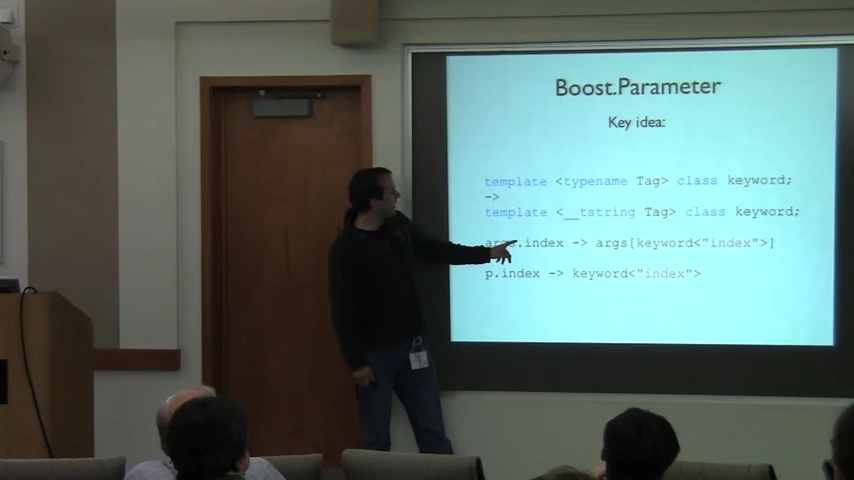 Boost.Parameter
Key idea:
template <typename Tag> class keyword;
->
template <__tstring Tag> class keyword;
args.index -> args[keyword<"index">]
p.index -> keyword<"index">